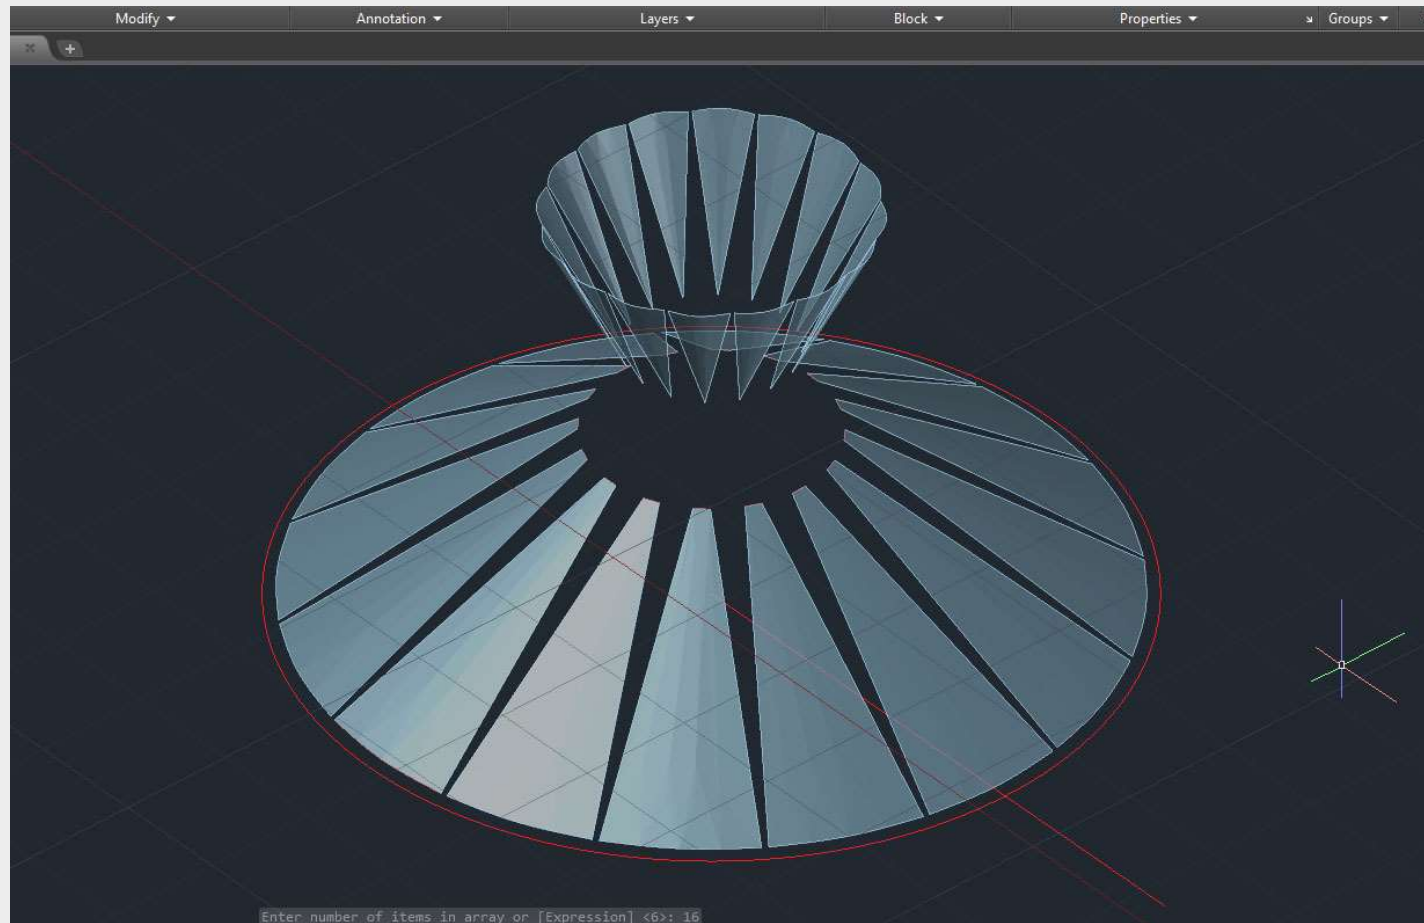 Modify Annotation Layers Block Properties Groups
Enter number of items in array or [Expression] <6>: 16